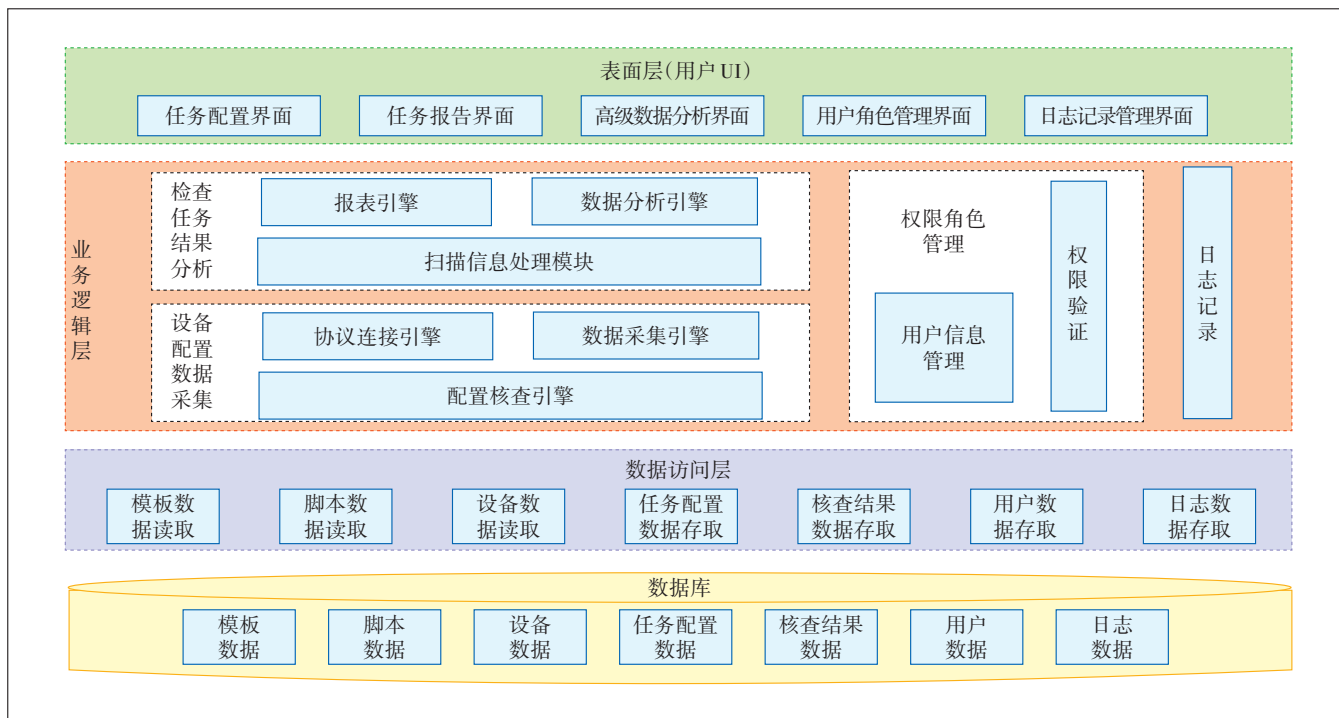 表面层(用户UI)
任务配置界面
任务报告界面
高级数据分析界面
用户角色管理界面
日志记录管理界面
业务逻辑层
检查
任务
结果
分析
报表引擎
数据分析引擎
扫描信息处理模块
设备
配置
数据
采集
协议连接引擎
数据采集引擎
配置核查引擎
权限角色
管理
用户信息
管理
权限验证
日志记录
数据访问层
模板数
据读取
脚本数
据读取
设备数
据读取
任务配置
数据存取
核查结果
数据存取
用户数
据存取
日志数
据存取
数据库
模板
数据
脚本
数据
设备
数据
任务配置
数据
核查结果
数据
用户
数据
日志
数据